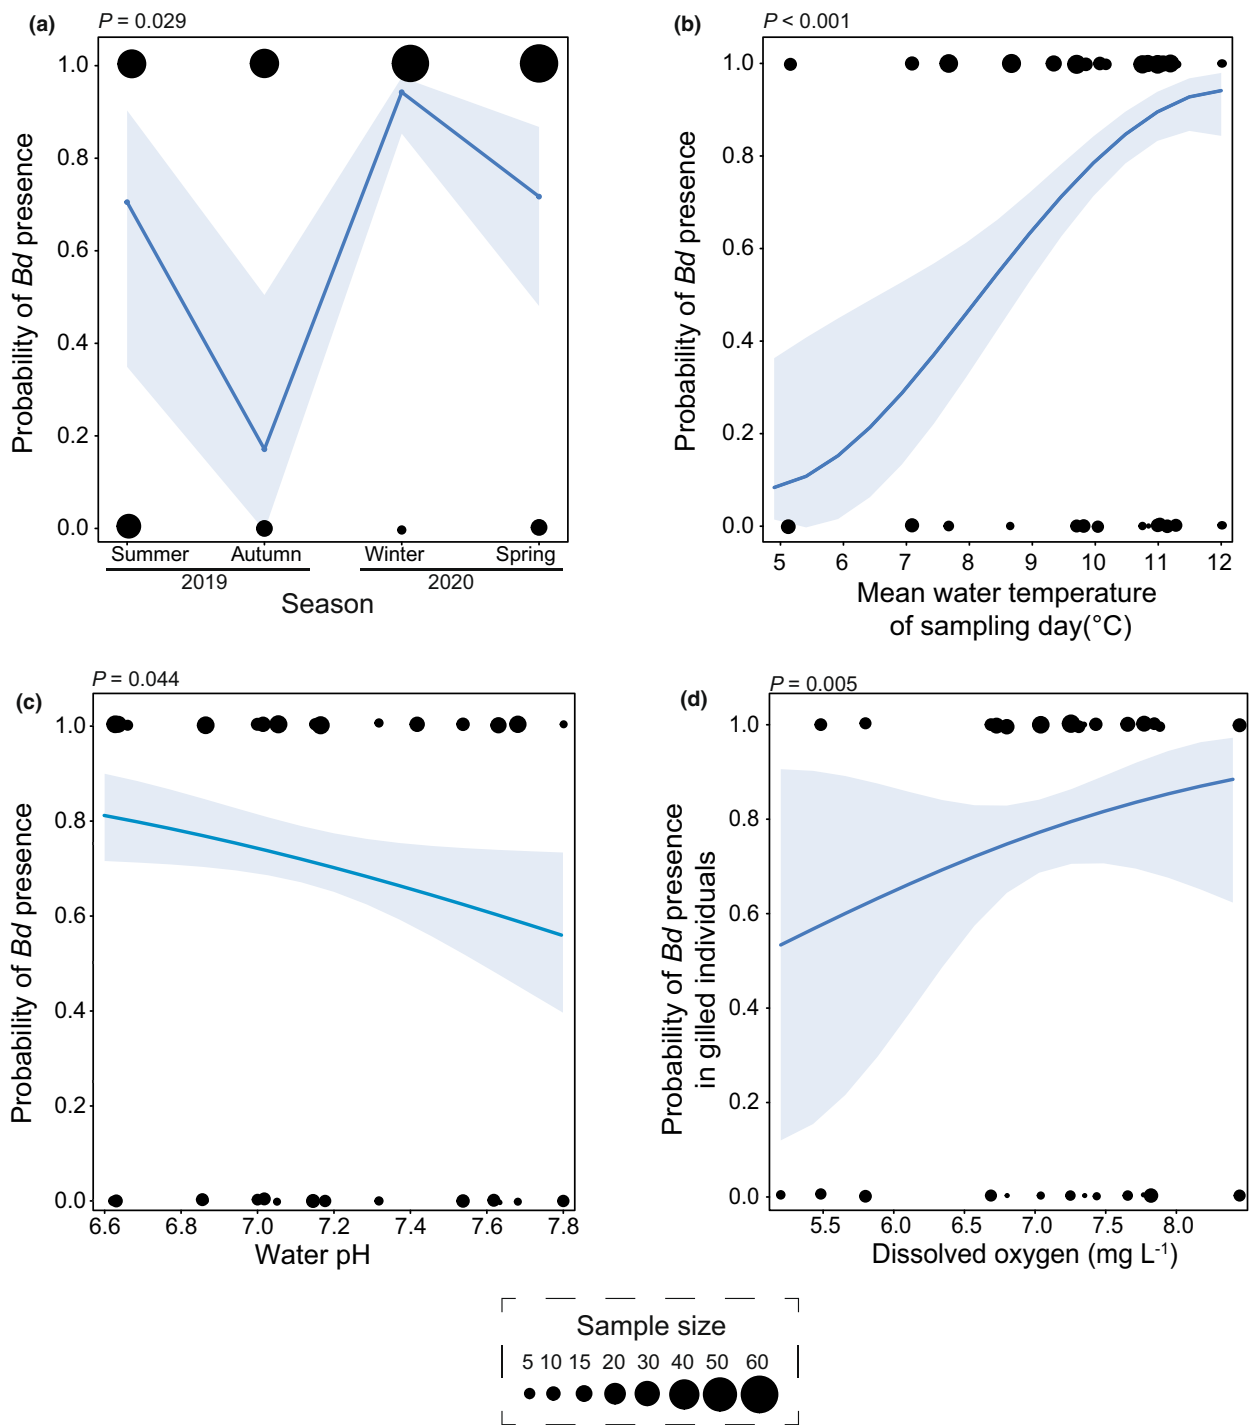 (a)
P = 0.029
1.0
0.8
0.6
0.4
0.2
0.0
Probability of Bd presence
Summer Autumn Winter Spring
2019 2020
Season
(b)
P < 0.001
1.0
0.8
0.6
0.4
0.2
0.0
Probability of Bd presence
5 6 7 8 9 10 11 12
Mean water temperature
of sampling day(°C)
(c)
P = 0.044
1.0
0.8
0.6
0.4
0.2
0.0
Probability of Bd presence
6.6 6.8 7.0 7.2 7.4 7.6 7.8
Water pH
(d)
P = 0.005
1.0
0.8
0.6
0.4
0.2
0.0
Probability of Bd presence
in gilled individuals
5.5 6.0 6.5 7.0 7.5 8.0
Dissolved oxygen (mg L⁻¹)
Sample size
5 10 15 20 30 40 50 60